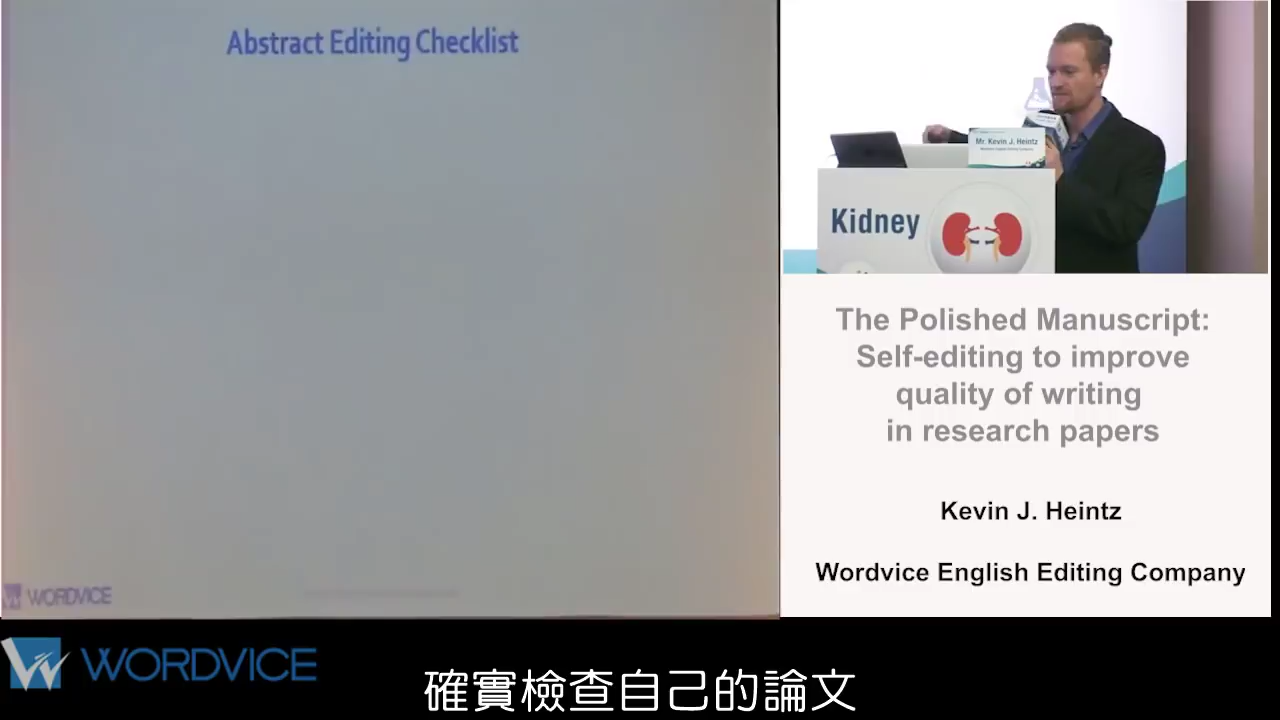 Abstract Editing Checklist
WORDVICE
Mr. Kevin J. Heintz
Kidney
The Polished Manuscript:
Self-editing to improve
quality of writing
in research papers
Kevin J. Heintz
Wordvice English Editing Company
WORDVICE
確實檢查自己的論文